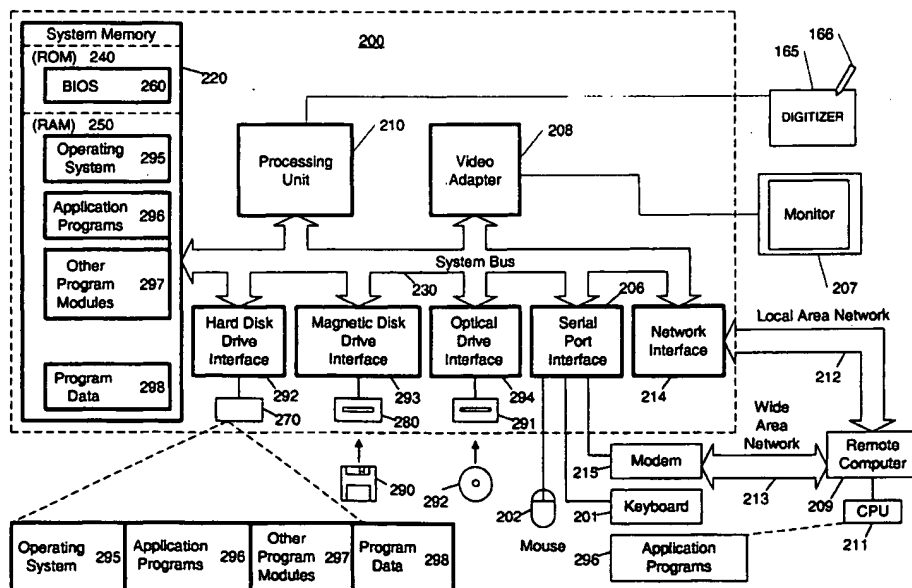 System Memory
(ROM) 240
BIOS 260
220
(RAM) 250
Operating System 295
Application Programs 296
Other Program Modules 297
Program Data 298
200
210
Processing Unit
208
Video Adapter
165
166
DIGITIZER
Monitor
207
System Bus
230
206
Hard Disk Drive Interface
Magnetic Disk Drive Interface
Optical Drive Interface
Serial Port Interface
Network Interface
292
293
294
214
270
280
291
Local Area Network
212
Wide Area Network
213
215
Modem
Remote Computer
209
290
292
202
Mouse
201
Keyboard
CPU
211
296
Application Programs
Operating System 295
Application Programs 296
Other Program Modules 297
Program Data 298